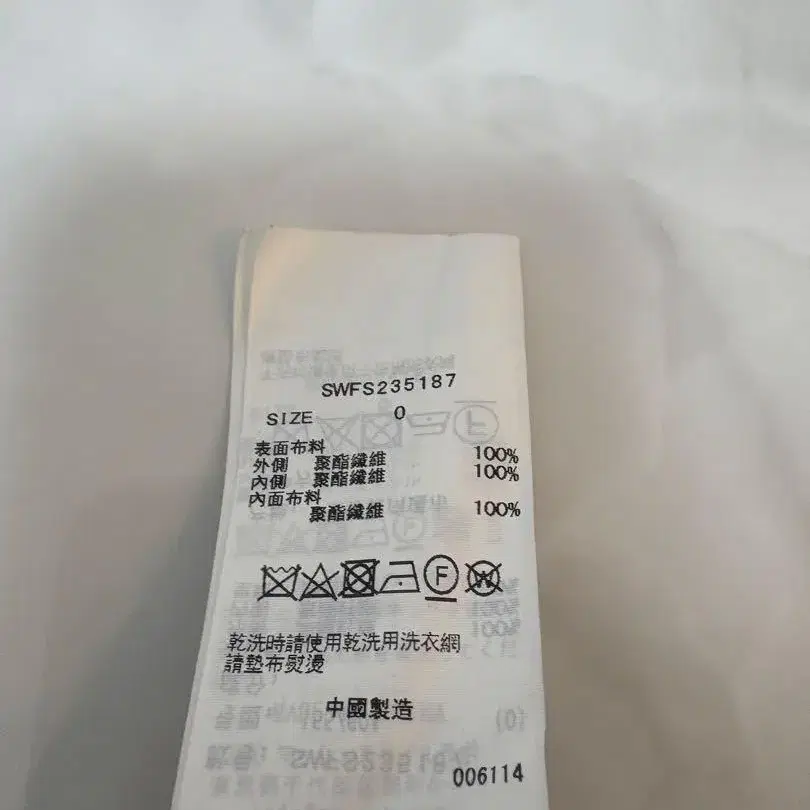 SWFS235187
SIZE 0
表面布料
外側 聚酯纖維 100%
內側 聚酯纖維 100%
內面布料
聚酯纖維 100%
F W
乾洗時請使用乾洗用洗衣網
請墊布熨燙
中國製造
006114